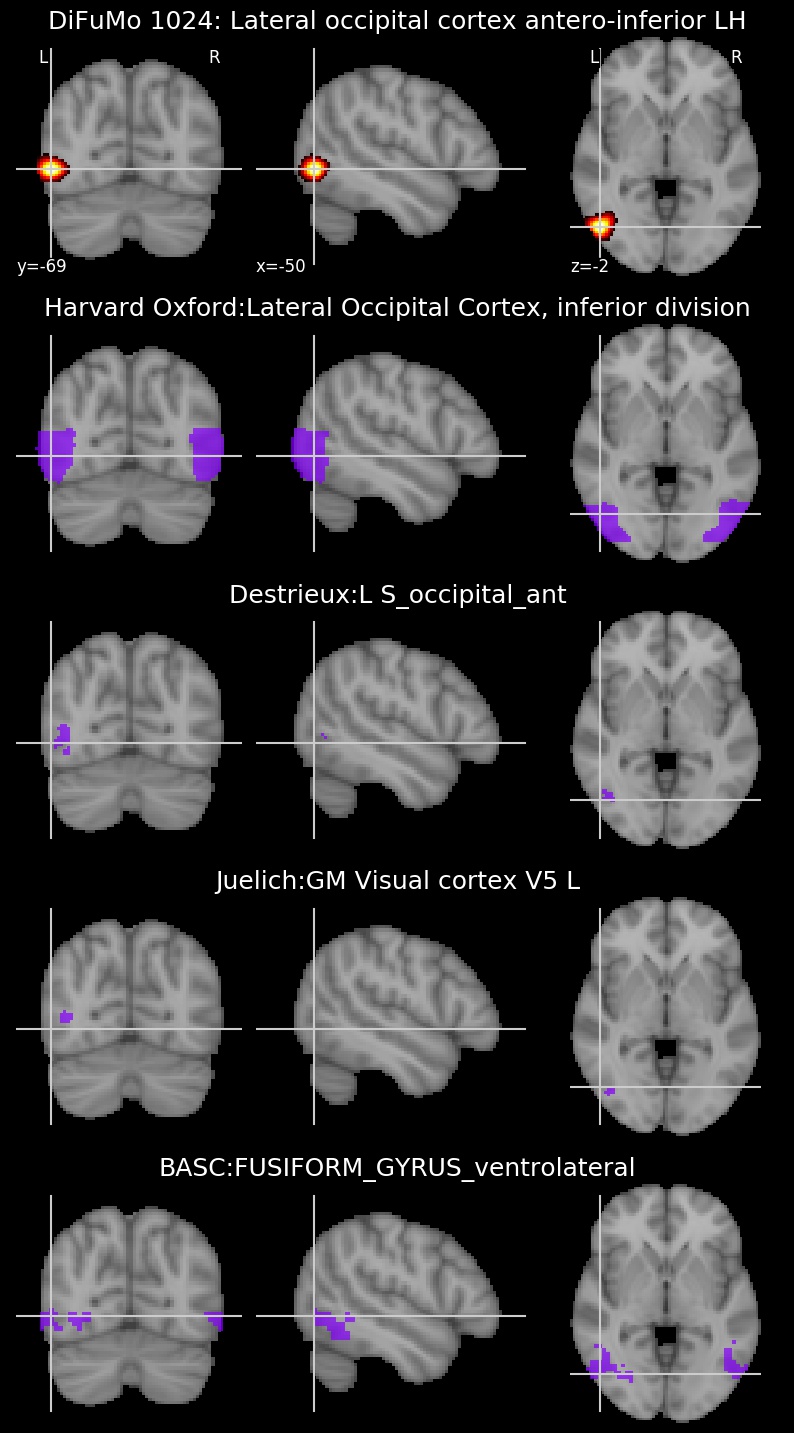 DiFuMo 1024: Lateral occipital cortex antero-inferior LH
L R L R
y=-69 x=-50 z=-2
Harvard Oxford:Lateral Occipital Cortex, inferior division
Destrieux:L S_occipital_ant
Juelich:GM Visual cortex V5 L
BASC:FUSIFORM_GYRUS_ventrolateral